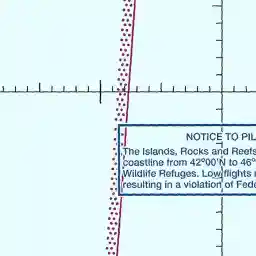 NOTICE TO PIL
The Islands, Rocks and Reefs
coastline from 42°00'N to 46°
Wildlife Refuges. Low flights
resulting in a violation of Fede